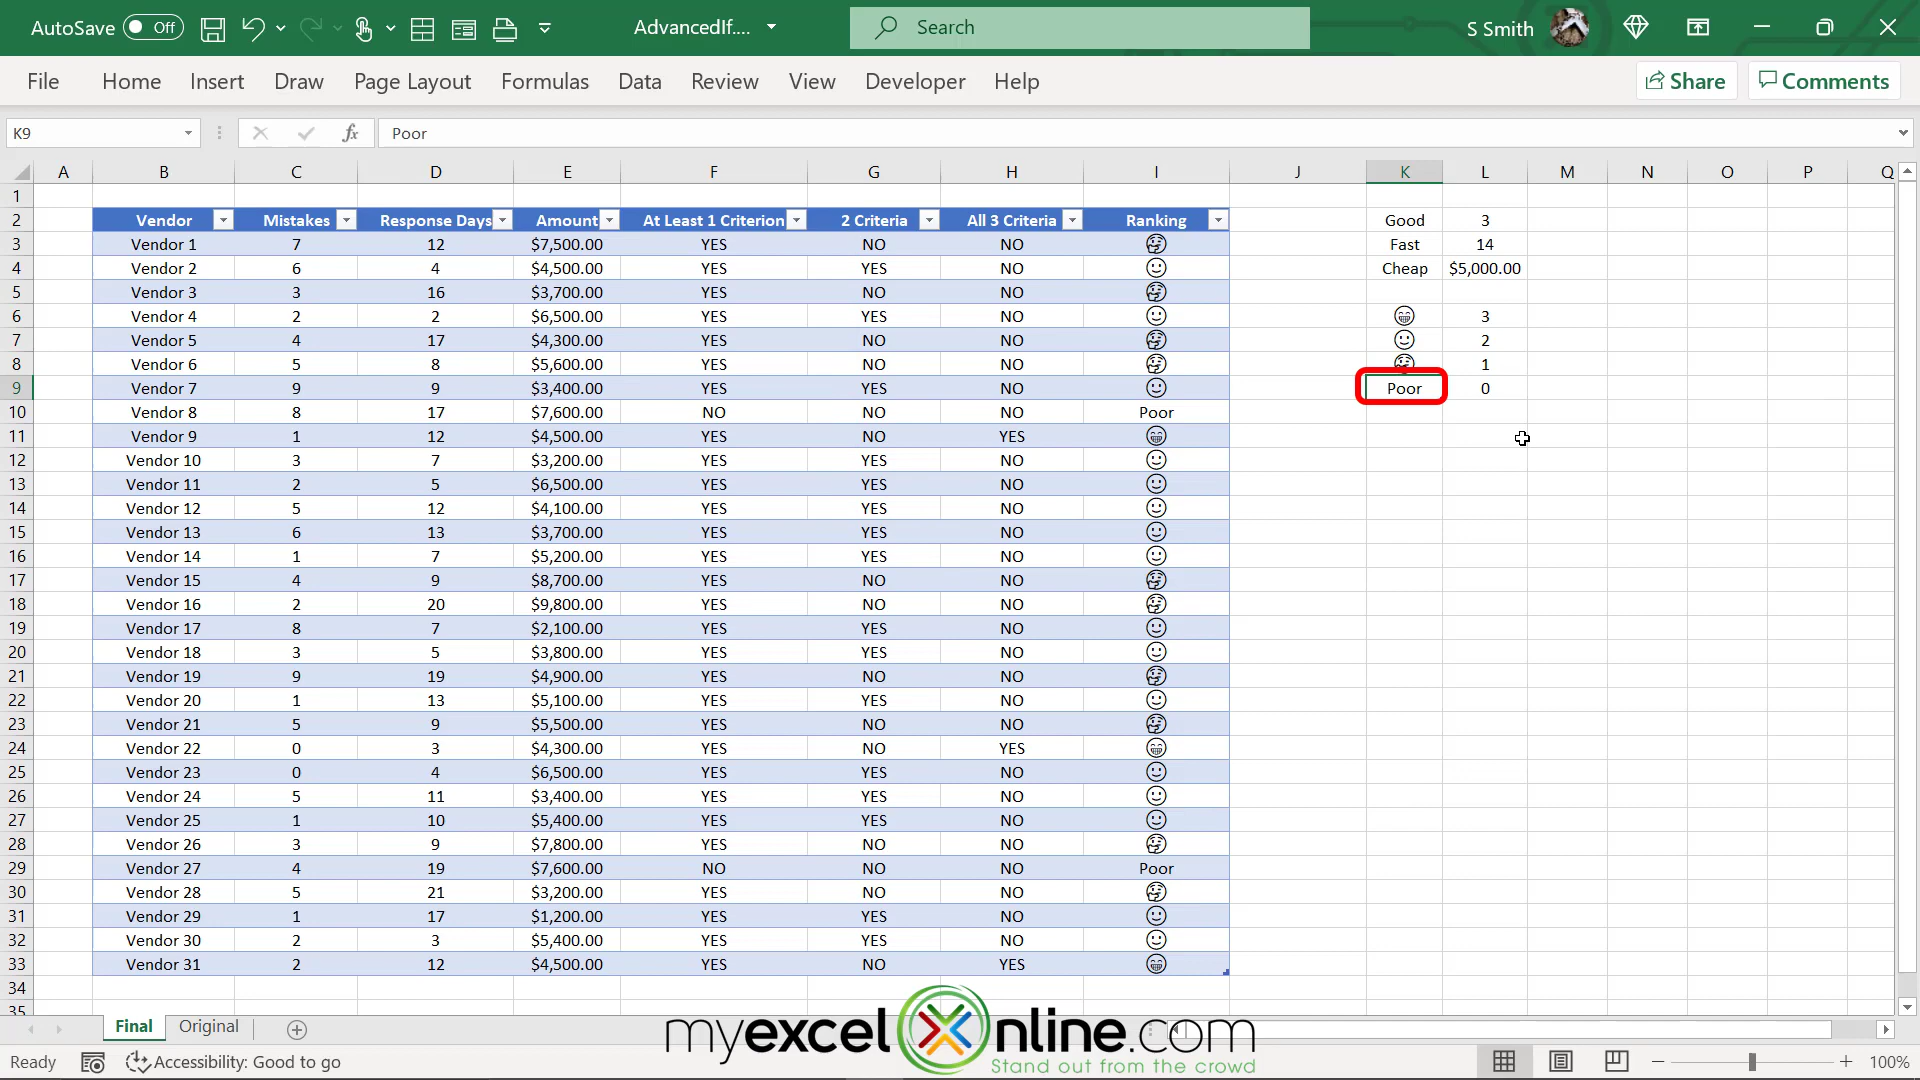 AutoSave Off AdvancedIf.... Search S Smith
File Home Insert Draw Page Layout Formulas Data Review View Developer Help Share Comments
K9 fx Poor
A B C D E F G H I J K L M N O P Q
1
2 Vendor Mistakes Response Days Amount At Least 1 Criterion 2 Criteria All 3 Criteria Ranking Good 3
3 Vendor 1 7 12 $7,500.00 YES NO NO 🤔 Fast 14
4 Vendor 2 6 4 $4,500.00 YES YES NO 🙂 Cheap $5,000.00
5 Vendor 3 3 16 $3,700.00 YES NO NO 🤔
6 Vendor 4 2 2 $6,500.00 YES YES NO 🙂 😁 3
7 Vendor 5 4 17 $4,300.00 YES NO NO 🤔 🙂 2
8 Vendor 6 5 8 $5,600.00 YES NO NO 🤔 🤔 1
9 Vendor 7 9 9 $3,400.00 YES YES NO 🙂 Poor 0
10 Vendor 8 8 17 $7,600.00 NO NO NO Poor
11 Vendor 9 1 12 $4,500.00 YES NO YES 😁
12 Vendor 10 3 7 $3,200.00 YES YES NO 🙂
13 Vendor 11 2 5 $6,500.00 YES YES NO 🙂
14 Vendor 12 5 12 $4,100.00 YES YES NO 🙂
15 Vendor 13 6 13 $3,700.00 YES YES NO 🙂
16 Vendor 14 1 7 $5,200.00 YES YES NO 🙂
17 Vendor 15 4 9 $8,700.00 YES NO NO 🤔
18 Vendor 16 2 20 $9,800.00 YES NO NO 🤔
19 Vendor 17 8 7 $2,100.00 YES YES NO 🙂
20 Vendor 18 3 5 $3,800.00 YES YES NO 🙂
21 Vendor 19 9 19 $4,900.00 YES NO NO 🤔
22 Vendor 20 1 13 $5,100.00 YES YES NO 🙂
23 Vendor 21 5 9 $5,500.00 YES NO NO 🤔
24 Vendor 22 0 3 $4,300.00 YES NO YES 😁
25 Vendor 23 0 4 $6,500.00 YES YES NO 🙂
26 Vendor 24 5 11 $3,400.00 YES YES NO 🙂
27 Vendor 25 1 10 $5,400.00 YES YES NO 🙂
28 Vendor 26 3 9 $7,800.00 YES NO NO 🤔
29 Vendor 27 4 19 $7,600.00 NO NO NO Poor
30 Vendor 28 5 21 $3,200.00 YES NO NO 🤔
31 Vendor 29 1 17 $1,200.00 YES YES NO 🙂
32 Vendor 30 2 3 $5,400.00 YES YES NO 🙂
33 Vendor 31 2 12 $4,500.00 YES NO YES 😁
34
35
Final Original
myexcelOnline.com
Stand out from the crowd
Ready Accessibility: Good to go 100%